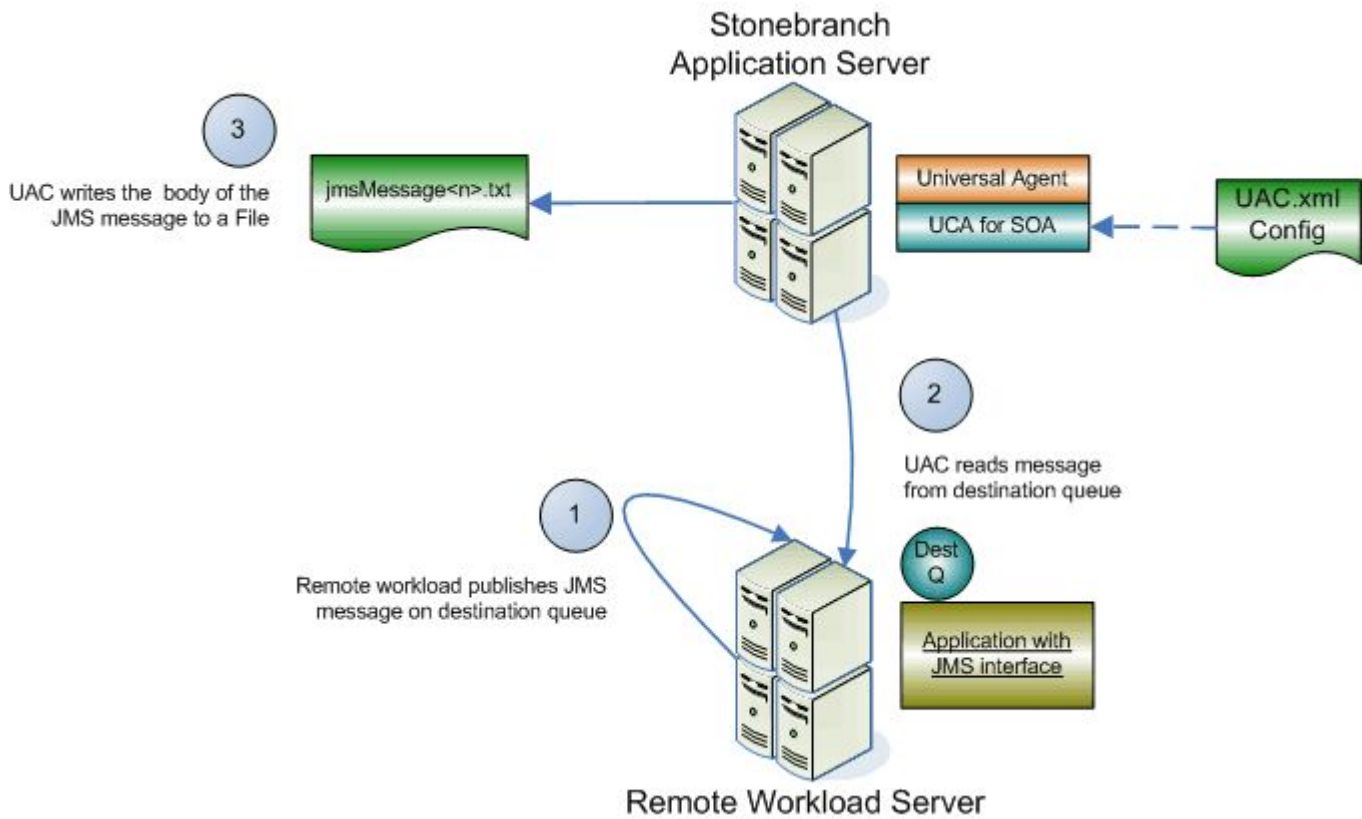 Stonebranch
Application Server
3
UAC writes the body of the
JMS message to a File
jmsMessage<n>.txt
Universal Agent
UCA for SOA
UAC.xml
Config
2
UAC reads message
from destination queue
1
Remote workload publishes JMS
message on destination queue
Dest
Q
Application with
JMS interface
Remote Workload Server